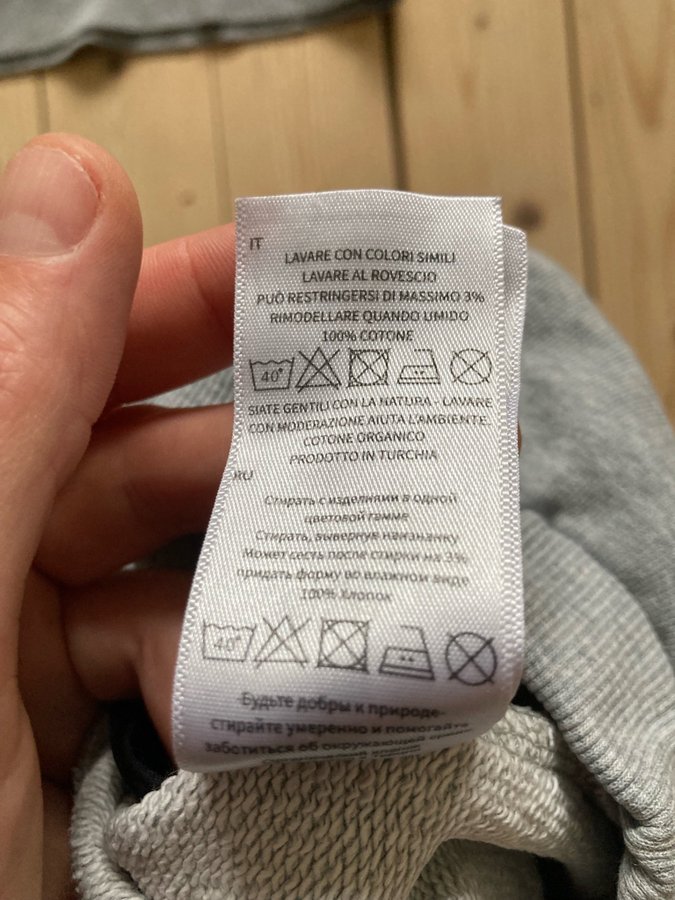 IT
LAVARE CON COLORI SIMILI
LAVARE AL ROVESCIO
PUÒ RESTRINGERSI DI MASSIMO 3%
RIMODELLARE QUANDO UMIDO
100% COTONE
40°
SIATE GENTILI CON LA NATURA - LAVARE
CON MODERAZIONE AIUTA L'AMBIENTE.
COTONE ORGANICO
PRODOTTO IN TURCHIA
RU
Стирать с изделиями в одной
цветовой гамме
Стирать, вывернув наизнанку
Может сесть после стирки на 3%
придать форму во влажном виде
100% Хлопок
40°
Будьте добры к природе-
стирайте умеренно и помогайте
заботиться об окружающей